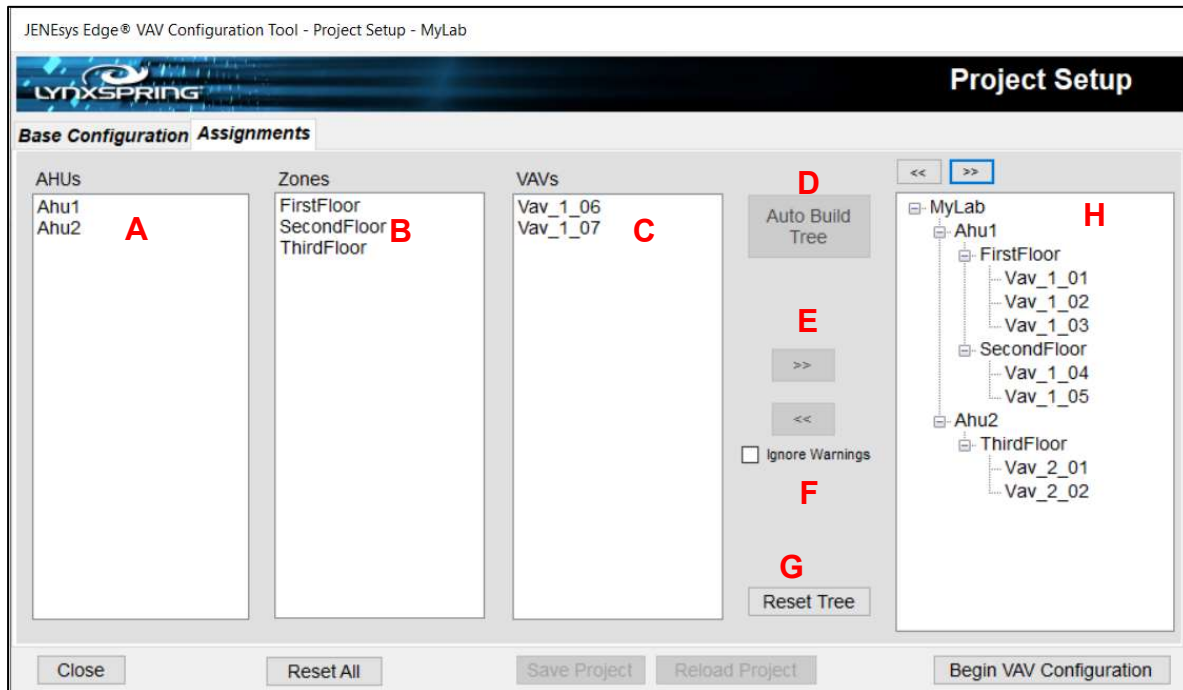 JENEsys Edge® VAV Configuration Tool - Project Setup - MyLab
LYNXSPRING
Project Setup
Base Configuration Assignments
AHUs
Ahu1
Ahu2
A
Zones
FirstFloor
SecondFloor
ThirdFloor
B
VAVs
Vav_1_06
Vav_1_07
C
D
Auto Build
Tree
E
>>
<<
Ignore Warnings
F
G
Reset Tree
<< >>
H
MyLab
Ahu1
FirstFloor
Vav_1_01
Vav_1_02
Vav_1_03
SecondFloor
Vav_1_04
Vav_1_05
Ahu2
ThirdFloor
Vav_2_01
Vav_2_02
Close Reset All Save Project Reload Project Begin VAV Configuration